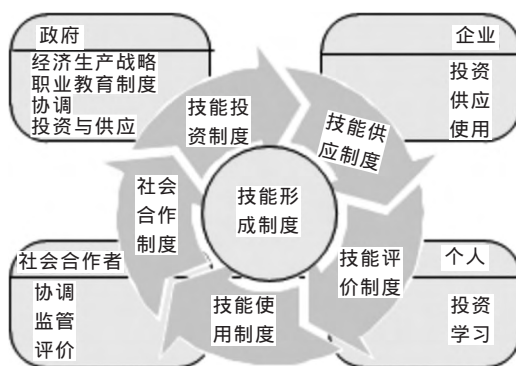 政府
经济生产战略
职业教育制度
协调
投资与供应
企业
投资
供应
使用
技能投
资制度
技能供
应制度
社会
合作
制度
技能形
成制度
技能评
价制度
技能使
用制度
社会合作者
协调
监管
评价
个人
投资
学习